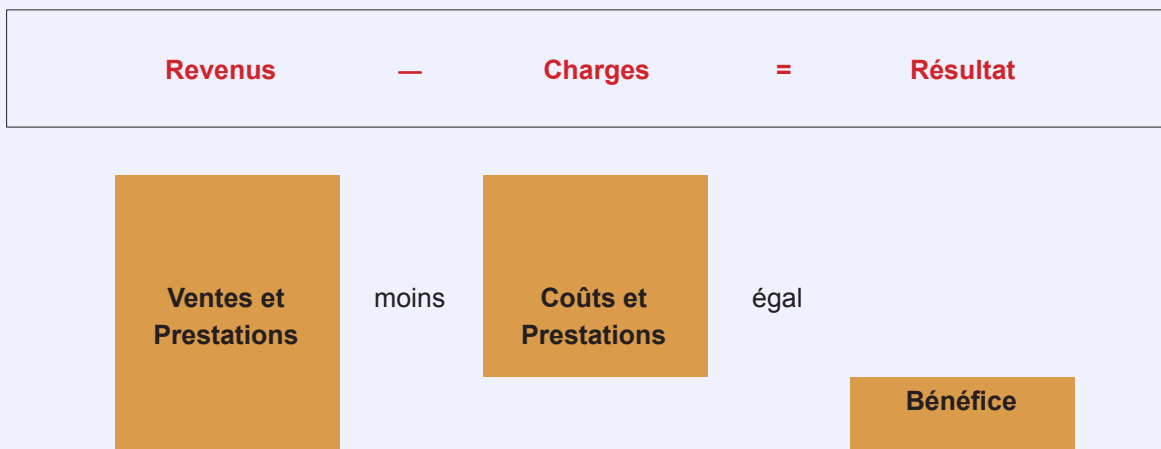 Revenus — Charges = Résultat
Ventes et
Prestations
moins
Coûts et
Prestations
égal
Bénéfice